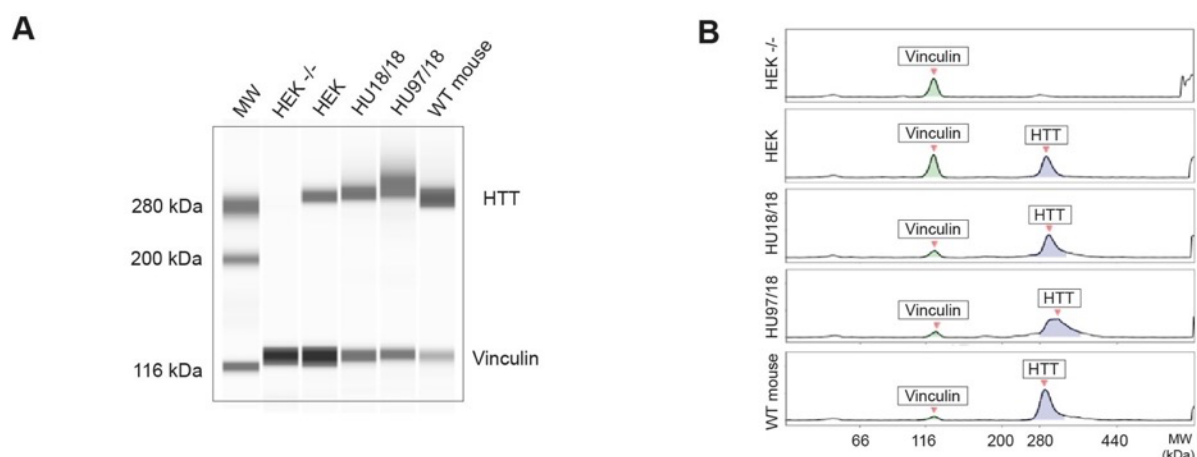 A
MW
HEK -/-
HEK
HU18/18
HU97/18
WT mouse
280 kDa
200 kDa
116 kDa
HTT
Vinculin
B
HEK -/-
Vinculin
HEK
Vinculin
HTT
HU18/18
Vinculin
HTT
HU97/18
Vinculin
HTT
WT mouse
Vinculin
HTT
66 116 200 280 440 MW
(kDa)